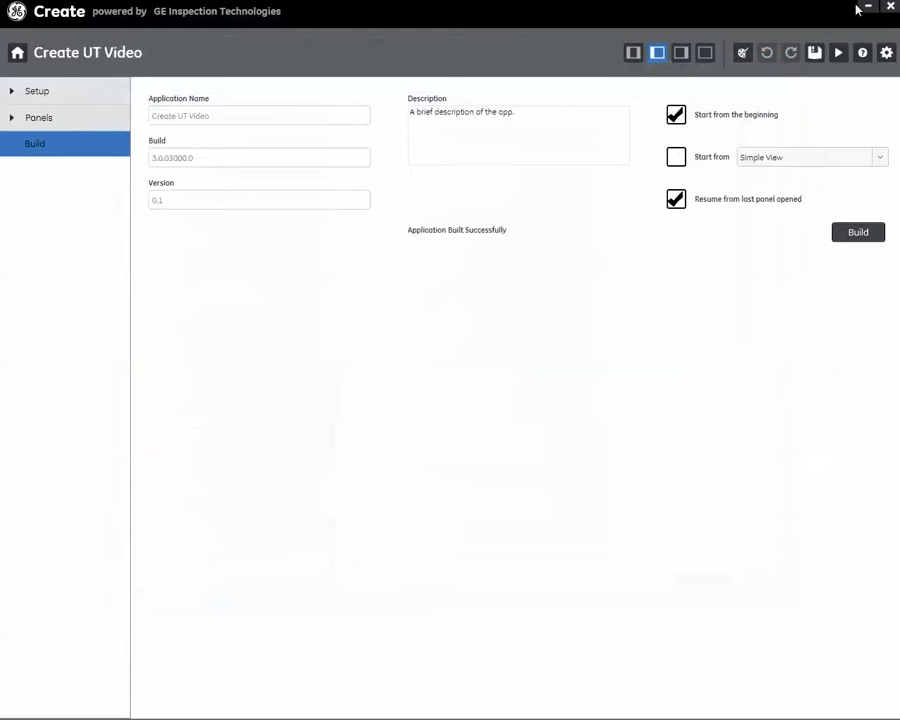 Create powered by GE Inspection Technologies
Create UT Video
Setup
Panels
Build
Application Name
Create UT Video
Build
3.0.03000.0
Version
0.1
Description
A brief description of the app.
Application Built Successfully
Start from the beginning
Start from Simple View
Resume from last panel opened
Build